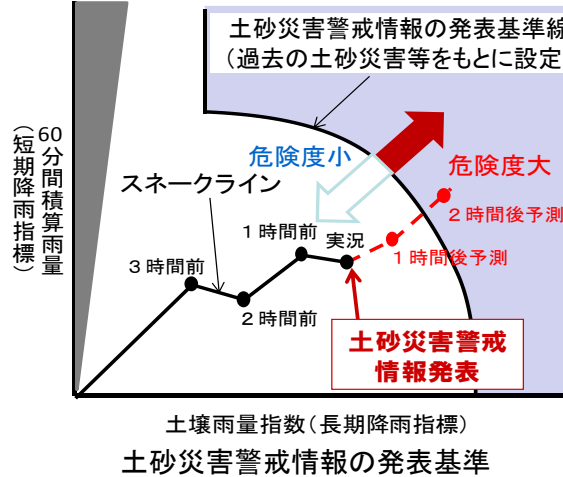 土砂災害警戒情報の発表基準線
(過去の土砂災害等をもとに設定
60分間積算雨量
(短期降雨指標)
危険度小
危険度大
スネークライン
2時間後予測
1時間前
実況
1時間後予測
3時間前
2時間前
土砂災害警戒
情報発表
土壌雨量指数(長期降雨指標)
土砂災害警戒情報の発表基準